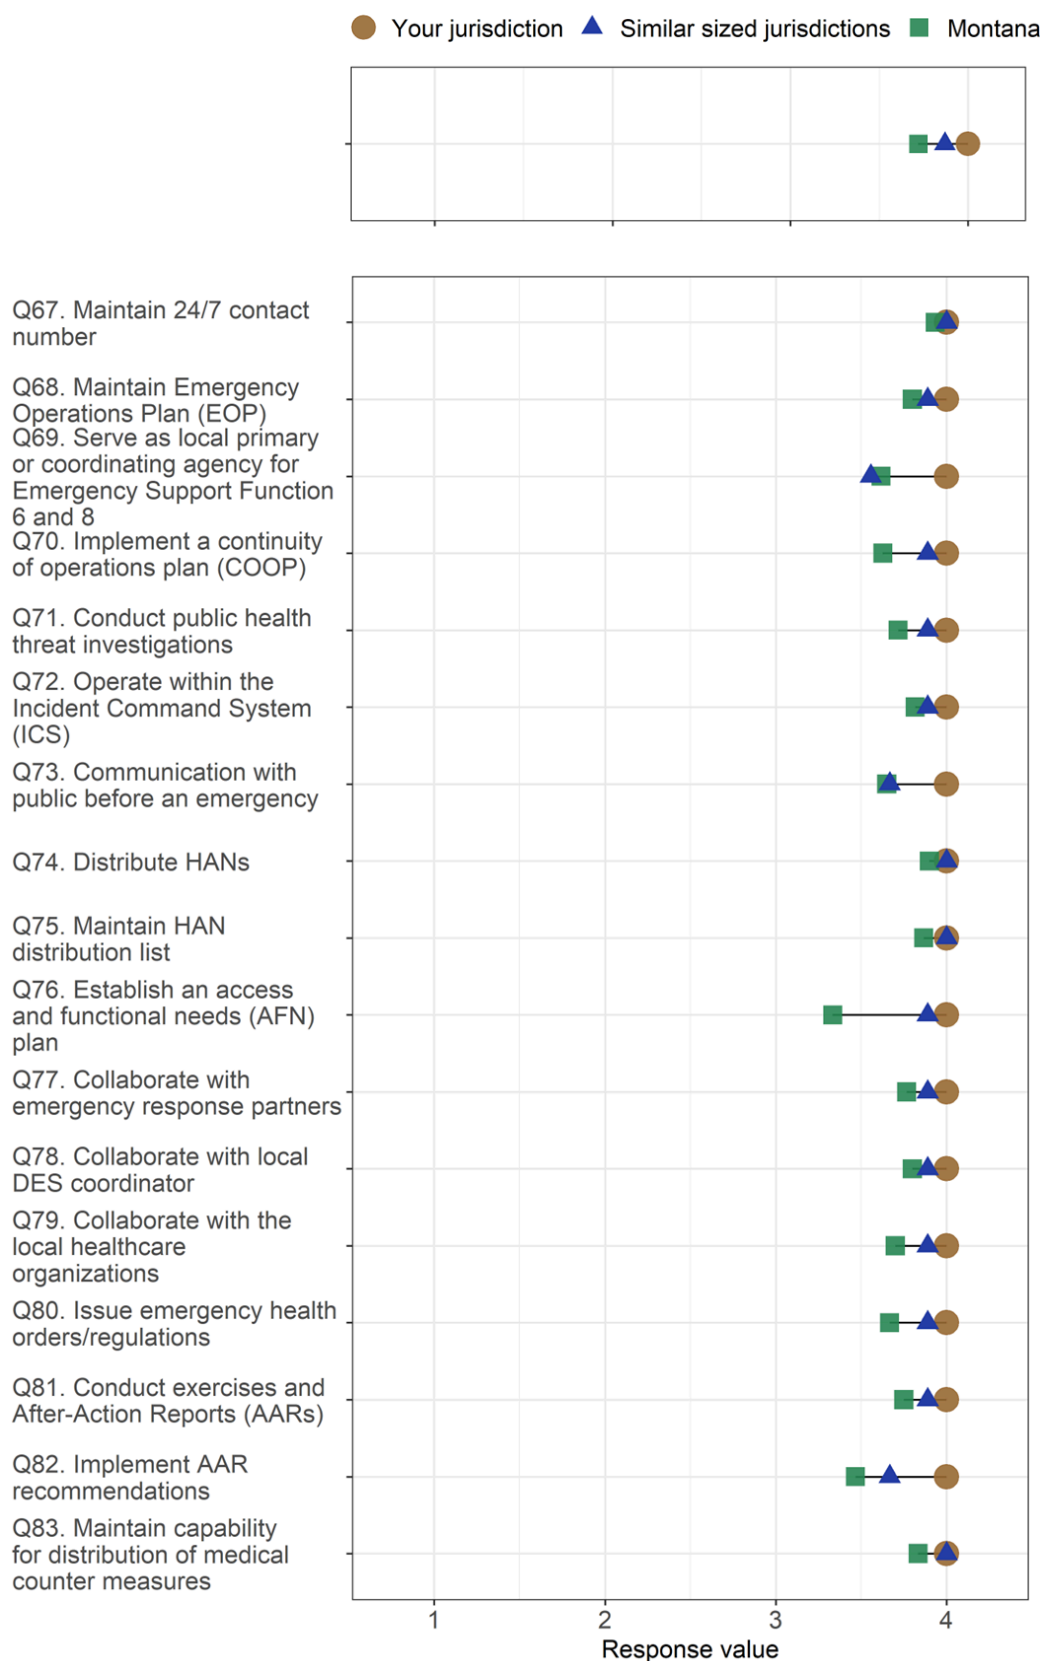 Your jurisdiction Similar sized jurisdictions Montana
Q67. Maintain 24/7 contact
number
Q68. Maintain Emergency
Operations Plan (EOP)
Q69. Serve as local primary
or coordinating agency for
Emergency Support Function
6 and 8
Q70. Implement a continuity
of operations plan (COOP)
Q71. Conduct public health
threat investigations
Q72. Operate within the
Incident Command System
(ICS)
Q73. Communication with
public before an emergency
Q74. Distribute HANs
Q75. Maintain HAN
distribution list
Q76. Establish an access
and functional needs (AFN)
plan
Q77. Collaborate with
emergency response partners
Q78. Collaborate with local
DES coordinator
Q79. Collaborate with the
local healthcare
organizations
Q80. Issue emergency health
orders/regulations
Q81. Conduct exercises and
After-Action Reports (AARs)
Q82. Implement AAR
recommendations
Q83. Maintain capability
for distribution of medical
counter measures
1 2 3 4
Response value